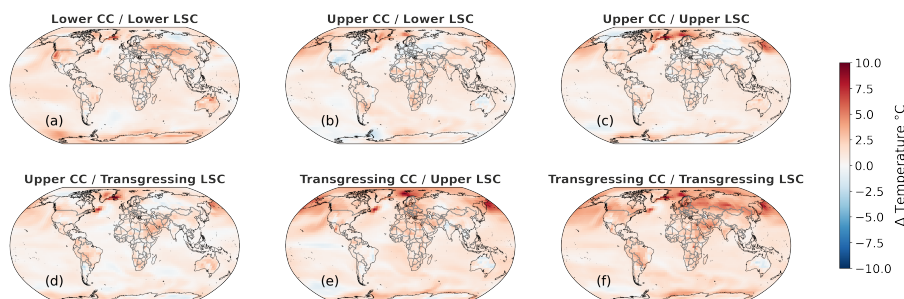 Lower CC / Lower LSC
Upper CC / Lower LSC
Upper CC / Upper LSC
(a)
(b)
(c)
Upper CC / Transgressing LSC
Transgressing CC / Upper LSC
Transgressing CC / Transgressing LSC
(d)
(e)
(f)
10.0
7.5
5.0
2.5
0.0
−2.5
−5.0
−7.5
−10.0
Δ Temperature °C